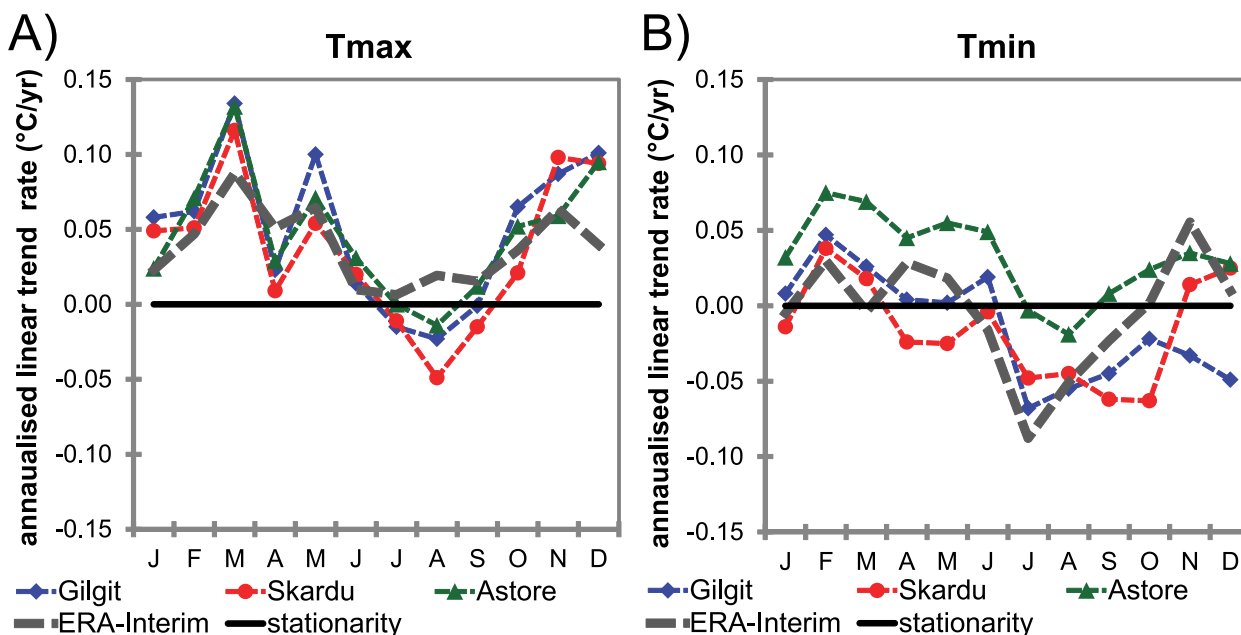 A)
Tmax
annaualised linear trend rate (°C/yr)
0.15
0.10
0.05
0.00
-0.05
-0.10
-0.15
J F M A M J J A S O N D
Gilgit Skardu Astore
ERA-Interim stationarity
B)
Tmin
annualised linear trend rate (°C/yr)
0.15
0.10
0.05
0.00
-0.05
-0.10
-0.15
J F M A M J J A S O N D
Gilgit Skardu Astore
ERA-Interim stationarity